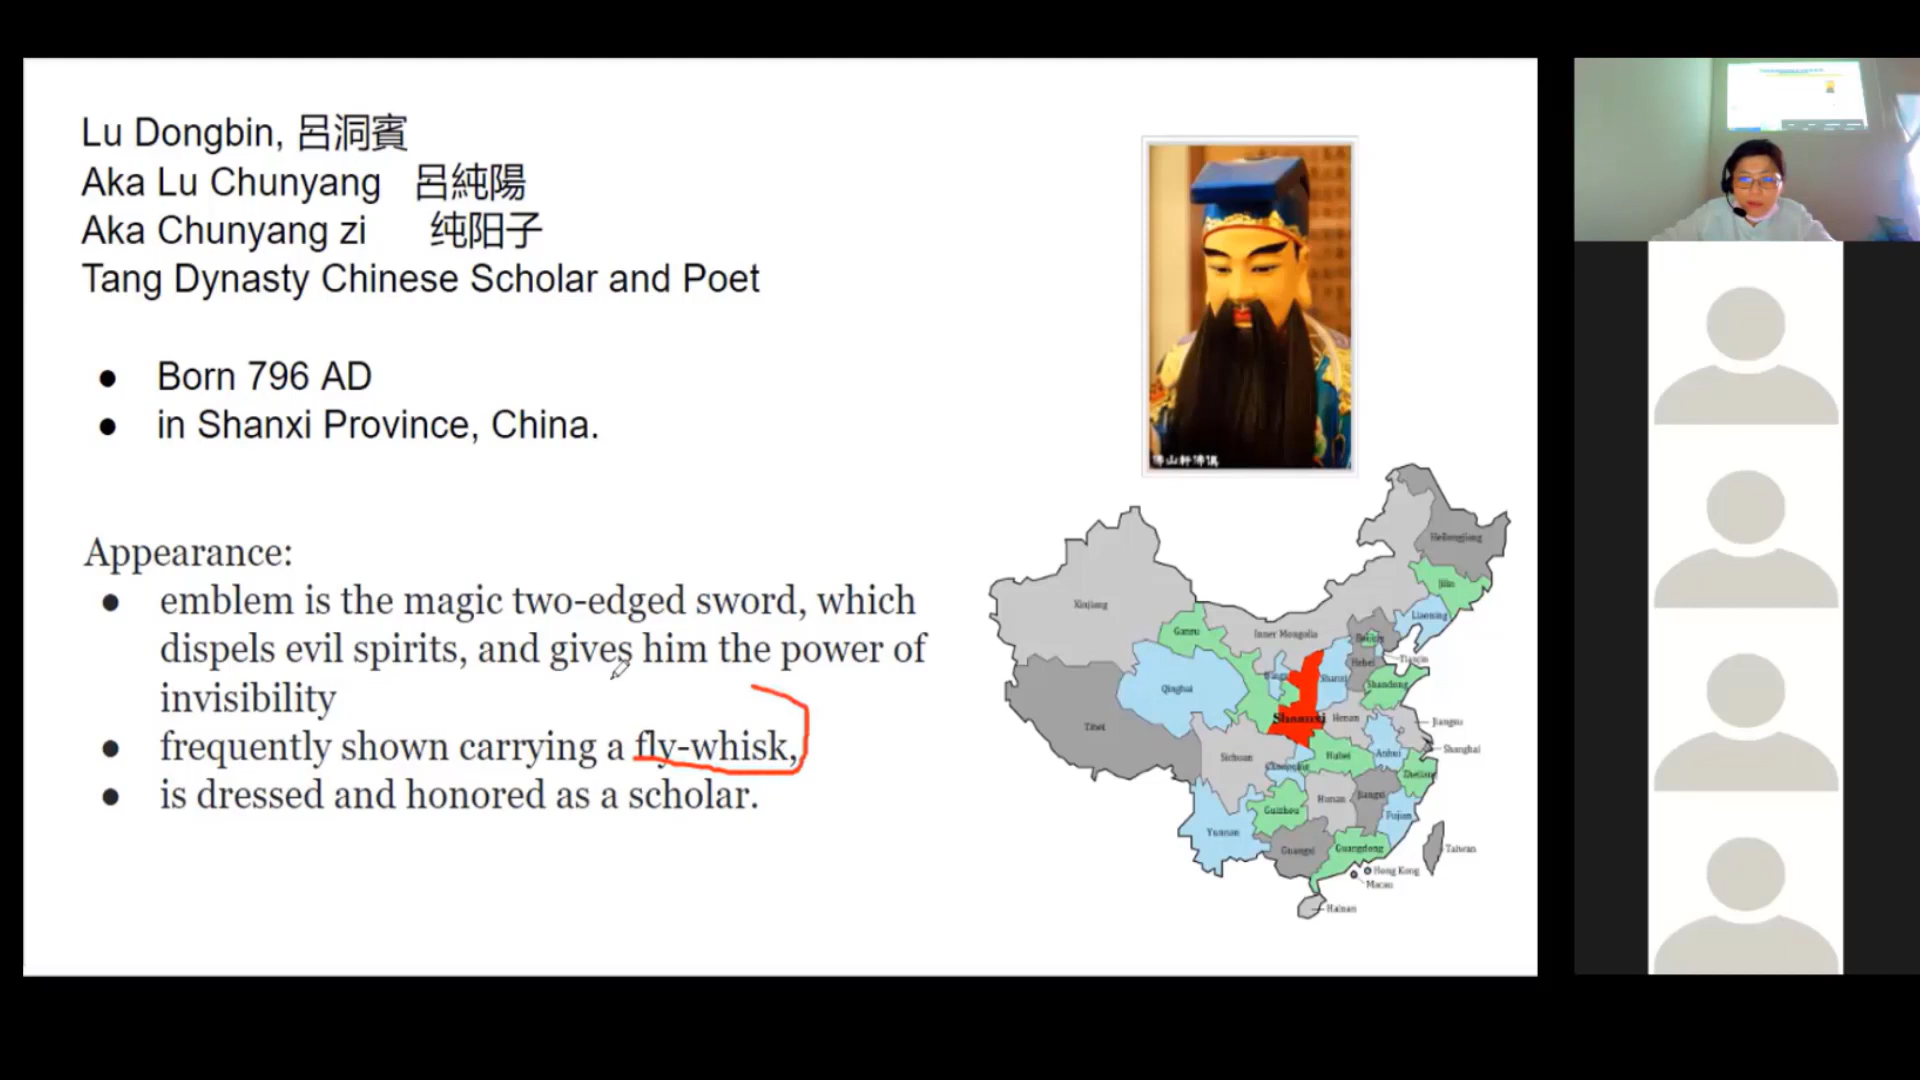 Lu Dongbin, 呂洞賓
Aka Lu Chunyang 呂純陽
Aka Chunyang zi 纯阳子
Tang Dynasty Chinese Scholar and Poet
● Born 796 AD
● in Shanxi Province, China.
Appearance:
● emblem is the magic two-edged sword, which
dispels evil spirits, and gives him the power of
invisibility
● frequently shown carrying a fly-whisk,
● is dressed and honored as a scholar.
Heilongjiang
Jilin
Liaoning
Xinjiang
Gansu
Inner Mongolia
Beijing
Tianjin
Hebei
Qinghai
Shanxi
Shandong
Shaanxi
Henan
Jiangsu
Tibet
Shanghai
Sichuan
Hubei
Anhui
Chongqing
Zhejiang
Hunan
Jiangxi
Guizhou
Fujian
Yunnan
Guangxi
Guangdong
Taiwan
Hong Kong
Macau
Hainan